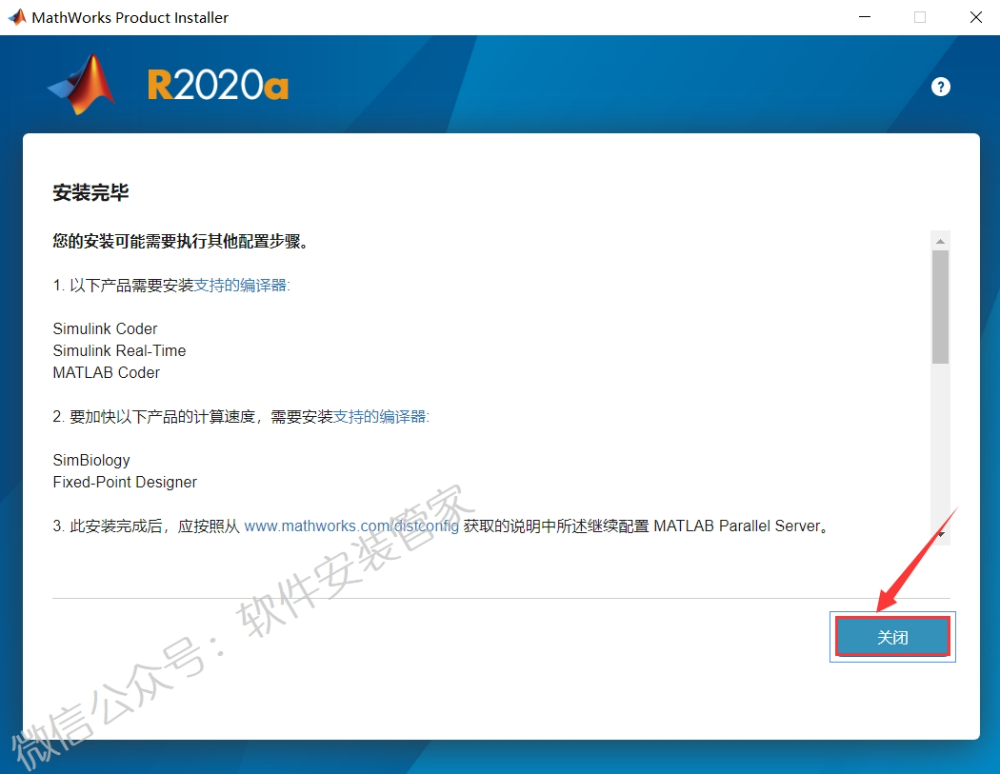 MathWorks Product Installer
R2020a
?
安装完毕
您的安装可能需要执行其他配置步骤。
1. 以下产品需要安装支持的编译器:
Simulink Coder
Simulink Real-Time
MATLAB Coder
2. 要加快以下产品的计算速度，需要安装支持的编译器:
SimBiology
Fixed-Point Designer
3. 此安装完成后，应按照从 www.mathworks.com/distconfig 获取的说明中所述继续配置 MATLAB Parallel Server。
关闭
微信公众号：软件安装管家